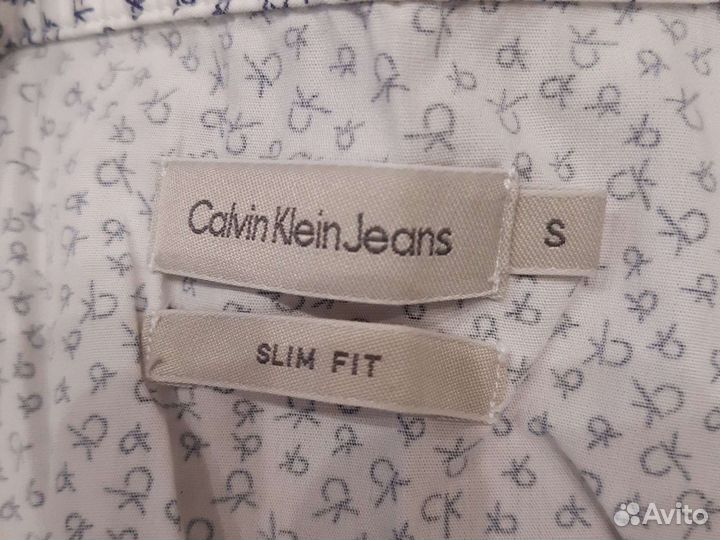 Calvin Klein Jeans
S
SLIM FIT
Avito